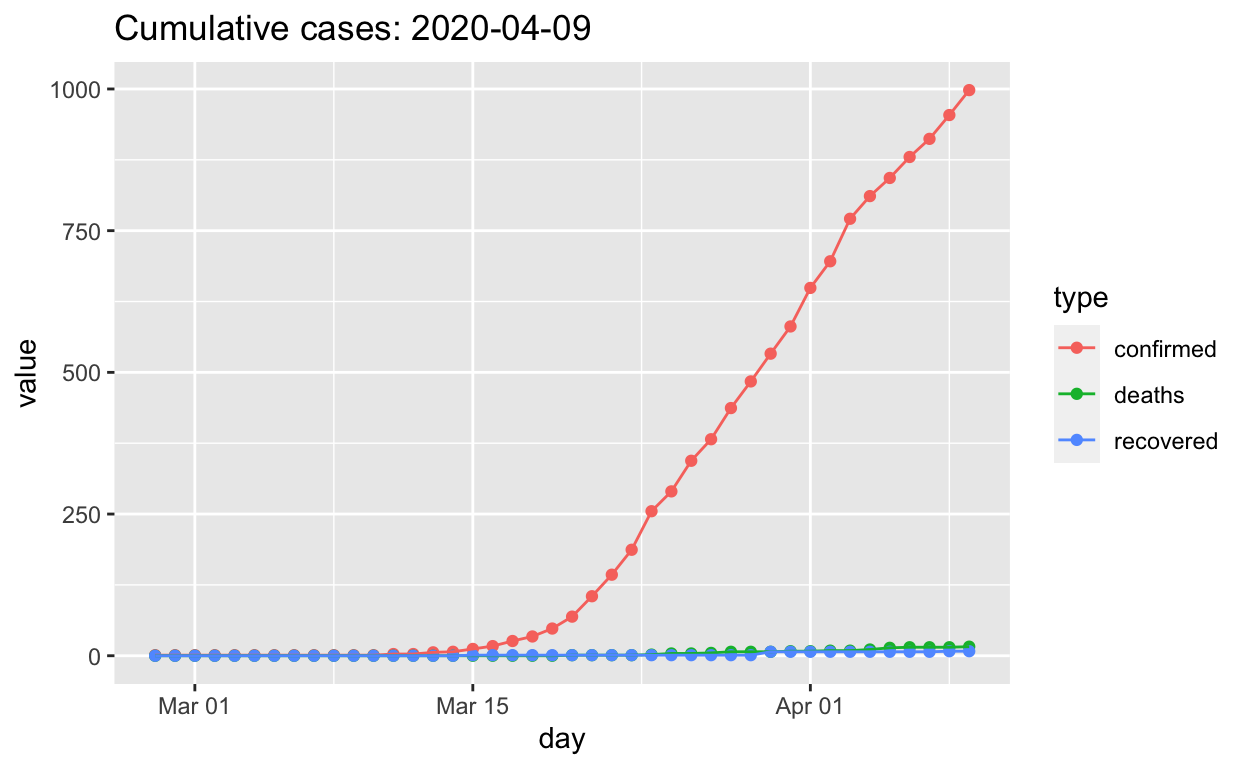 Cumulative cases: 2020-04-09
1000
750
500
250
0
value
Mar 01
Mar 15
Apr 01
day
type
confirmed
deaths
recovered